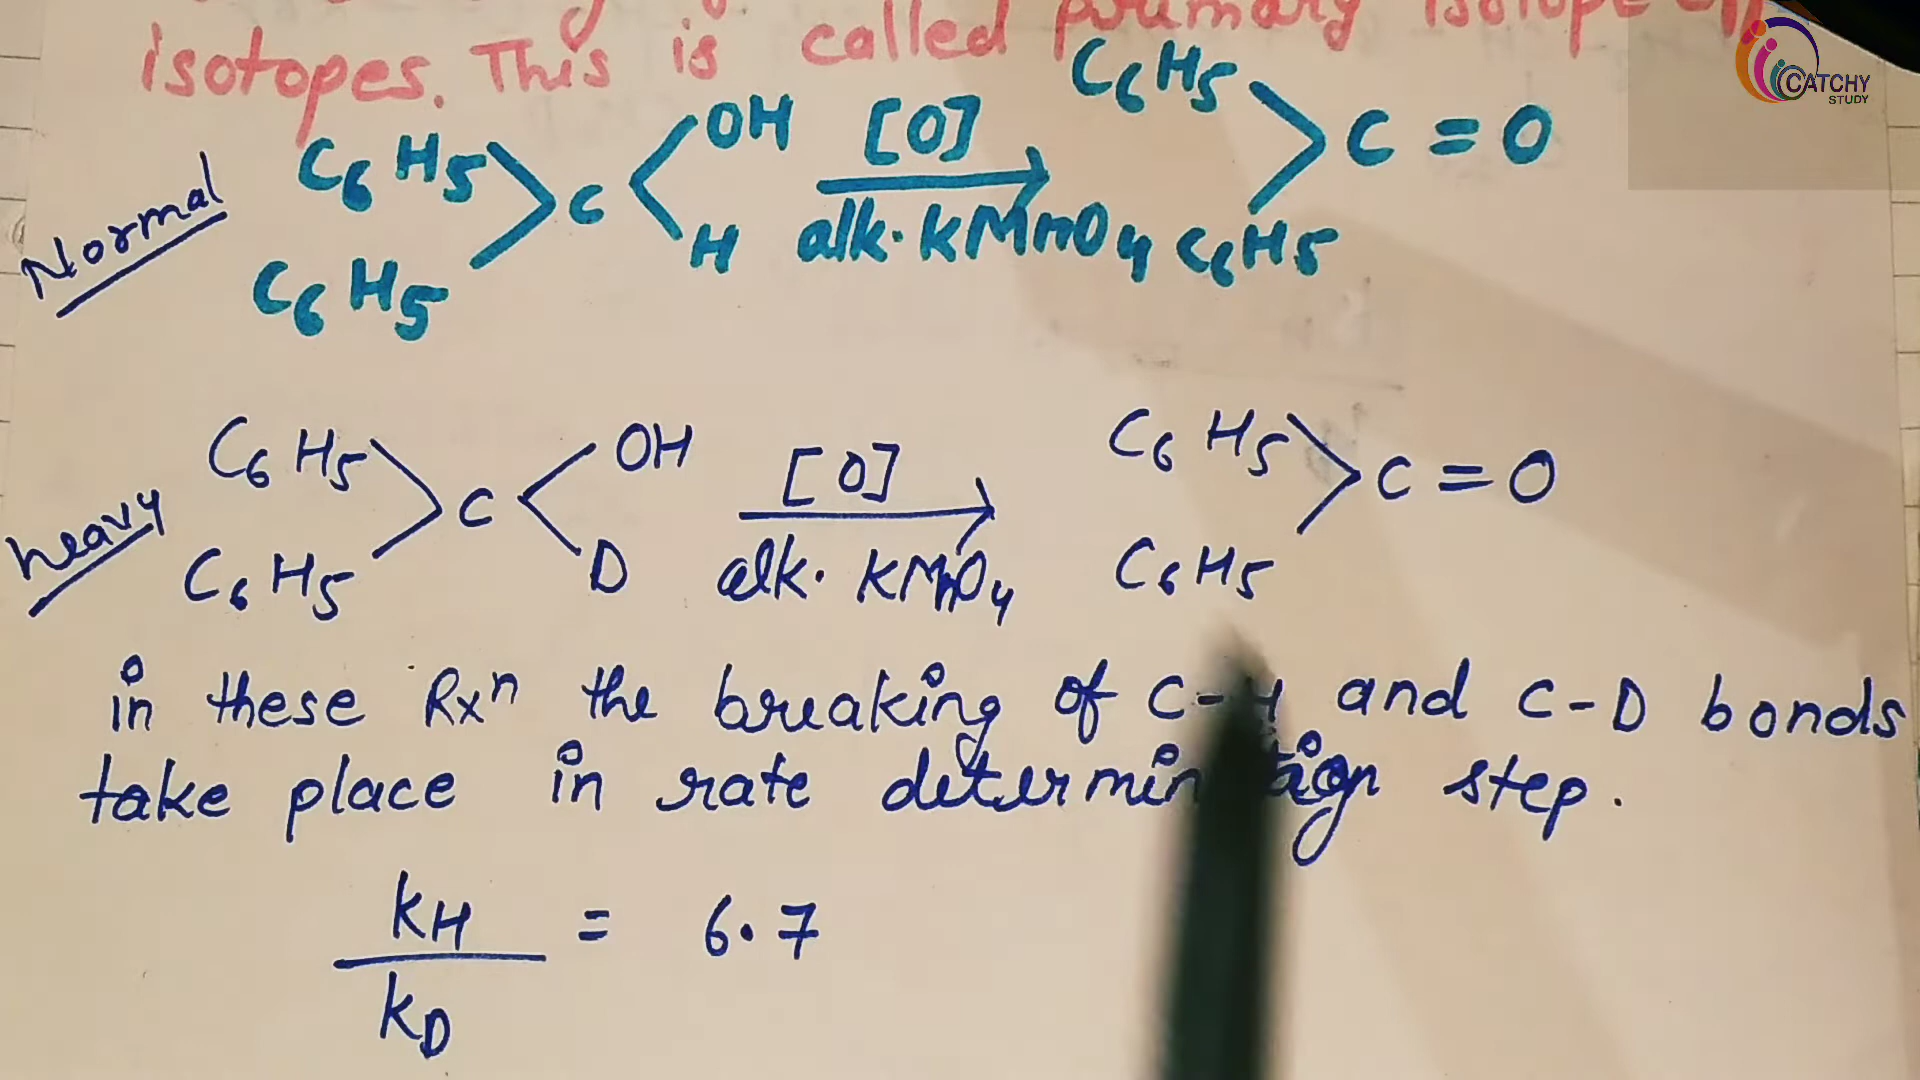 isotopes. This is called primary isotope
Normal
C6H5 C6H5 C OH H [O] alk. KMnO4 C6H5 C6H5 C = O
heavy
C6H5 C6H5 C OH D [O] alk. KMnO4 C6H5 C6H5 C = O
in these Rxn the breaking of C-H and C-D bonds
take place in rate step.
kH
kD = 6.7
CATCHY
STUDY